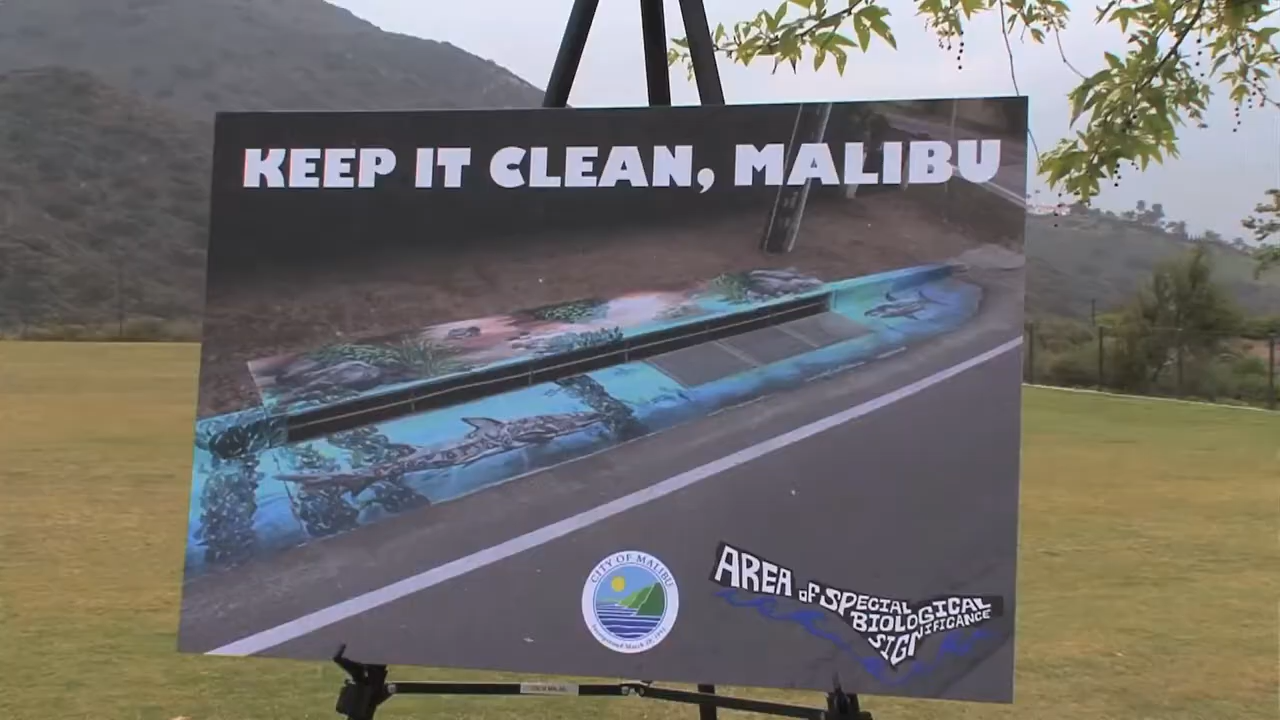 KEEP IT CLEAN, MALIBU
CITY OF MALIBU
AREA OF SPECIAL
BIOLOGICAL
SIGNIFICANCE